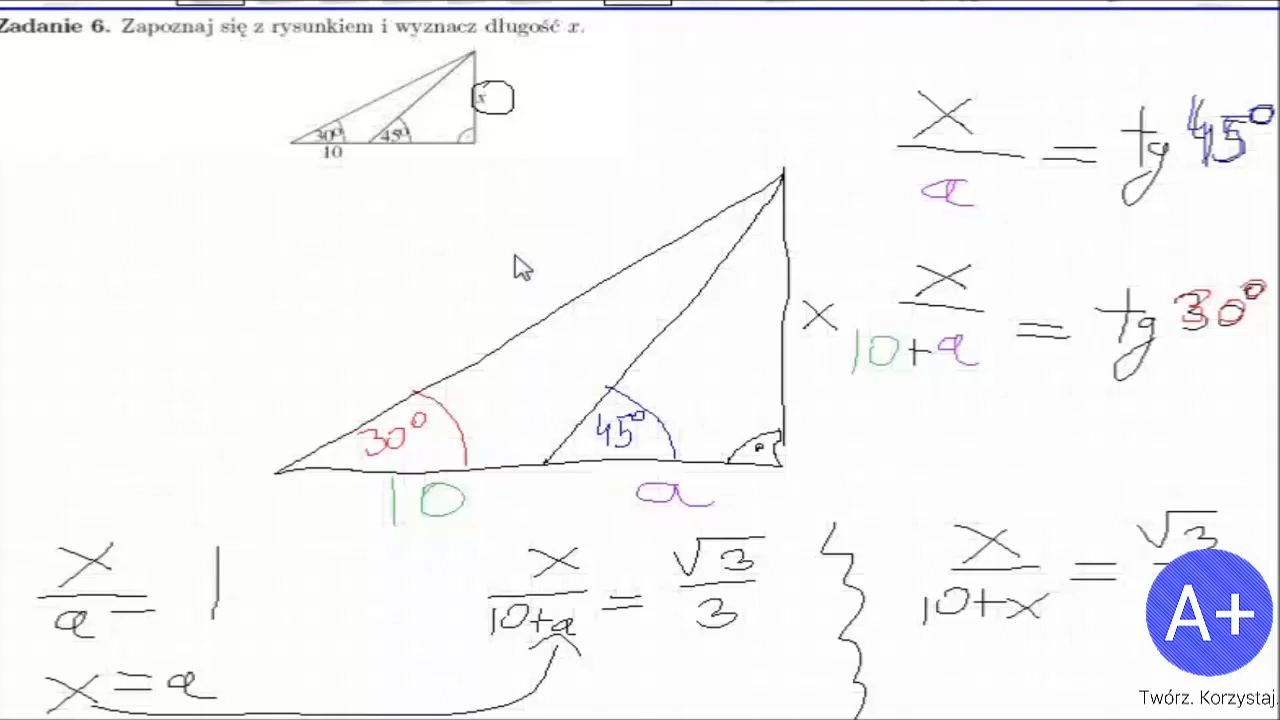 Zadanie 6. Zapoznaj się z rysunkiem i wyznacz długość x.
x
30° 45°
10
x/a = tg 45°
x/(10+a) = tg 30°
x
30° 45°
10 a
x/a = 1
x = a
x/(10+a) = √3/3
x/(10+x) = √3
A+
Twórz. Korzystaj